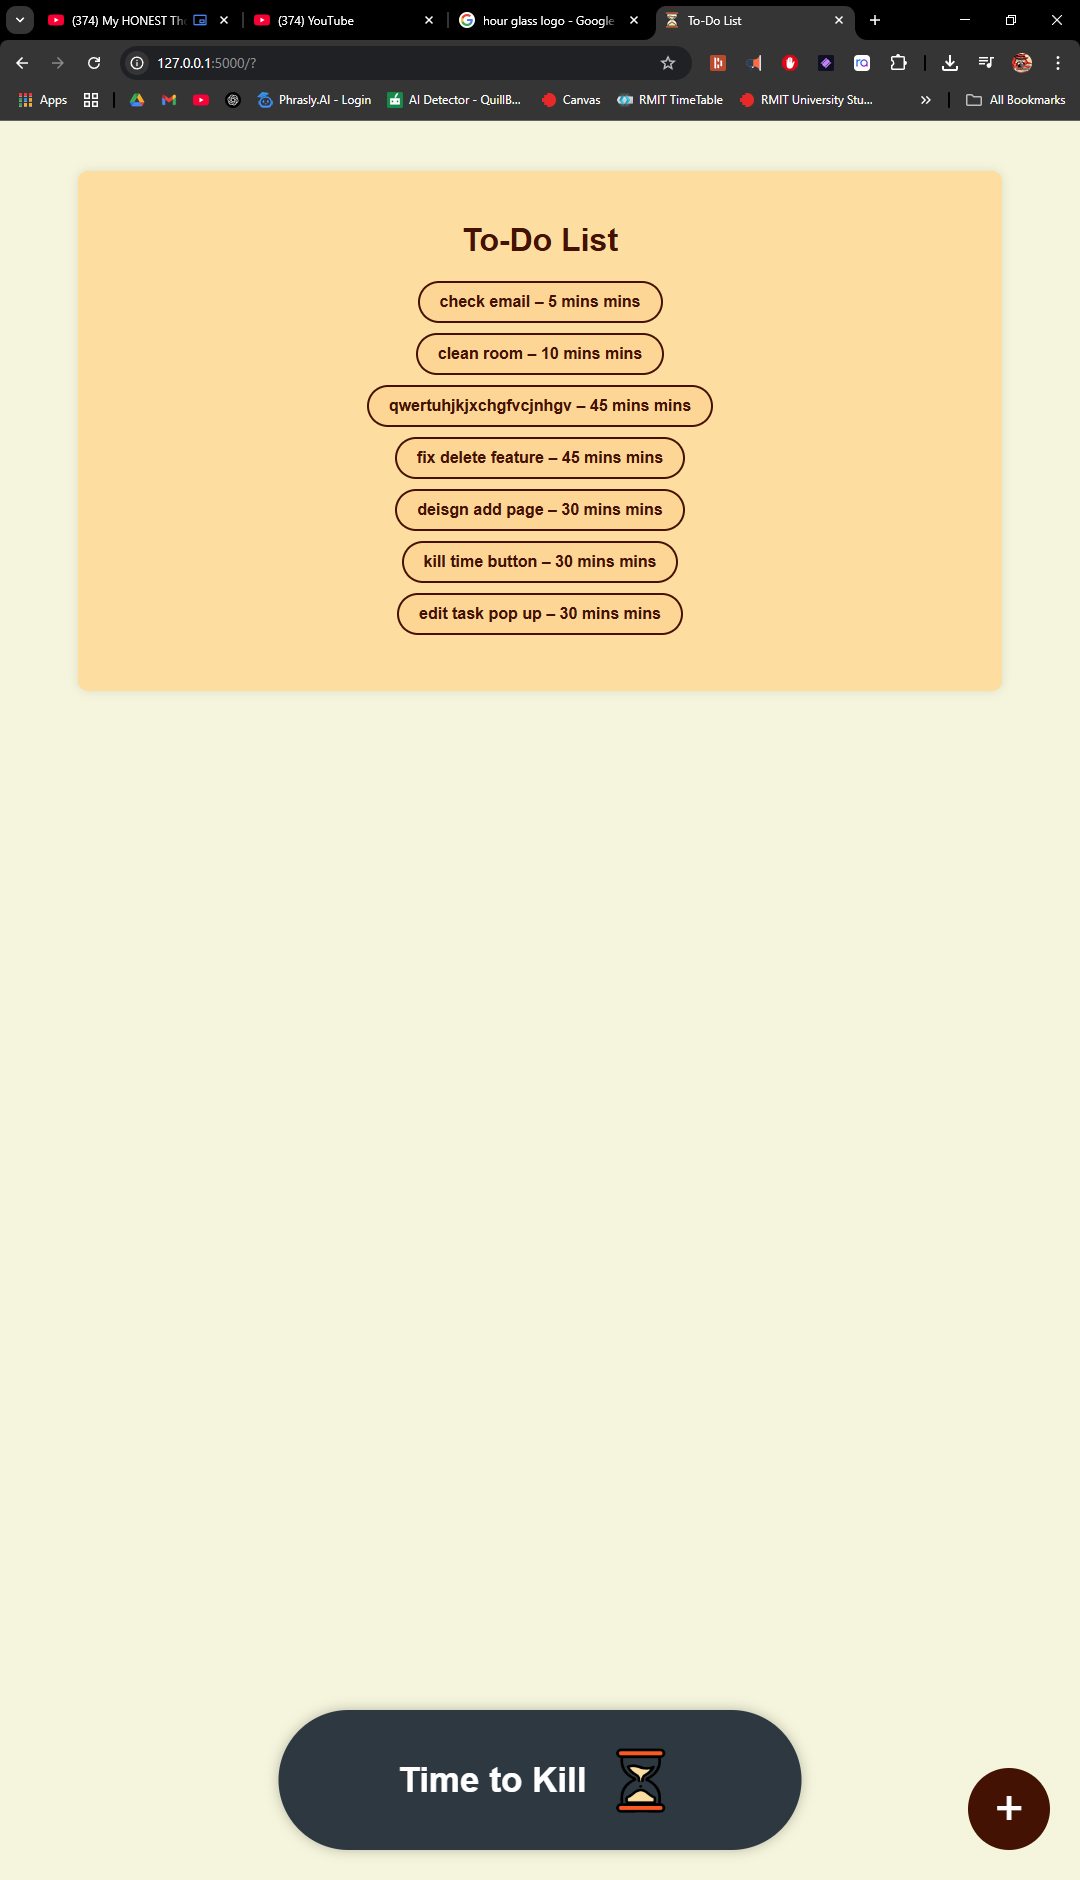 (374) My HONEST Th
(374) YouTube
hour glass logo - Google
To-Do List
127.0.0.1:5000/?
Apps
Phrasly.AI - Login
AI Detector - QuillB...
Canvas
RMIT TimeTable
RMIT University Stu...
All Bookmarks
To-Do List
check email – 5 mins mins
clean room – 10 mins mins
qwertuhjkjxchgfvcjnhgv – 45 mins mins
fix delete feature – 45 mins mins
deisgn add page – 30 mins mins
kill time button – 30 mins mins
edit task pop up – 30 mins mins
Time to Kill
+